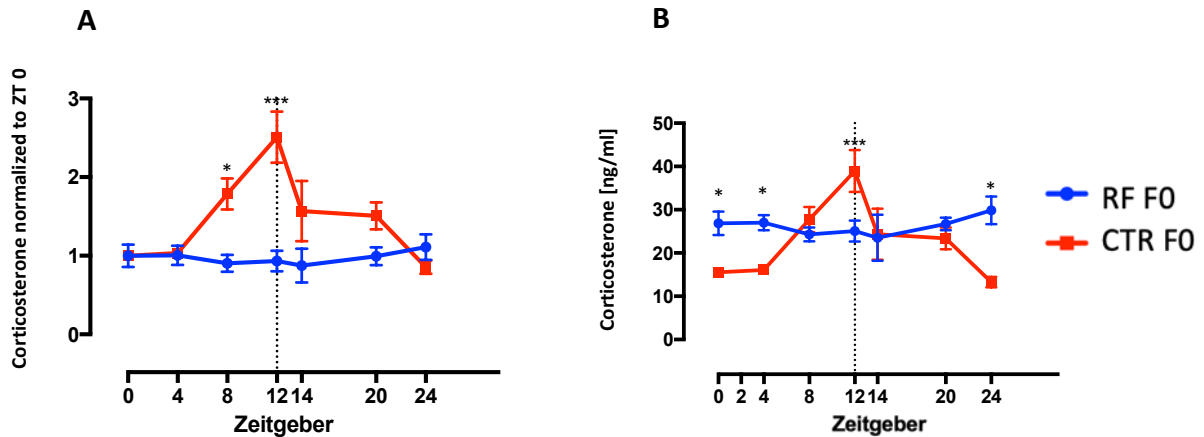 A
B
Corticosterone normalized to ZT 0
3
2
1
0
***
*
0 4 8 12 14 20 24
Zeitgeber
Corticosterone [ng/ml]
50
40
30
20
10
0
***
* * *
0 2 4 8 12 14 20 24
Zeitgeber
RF F0
CTR F0